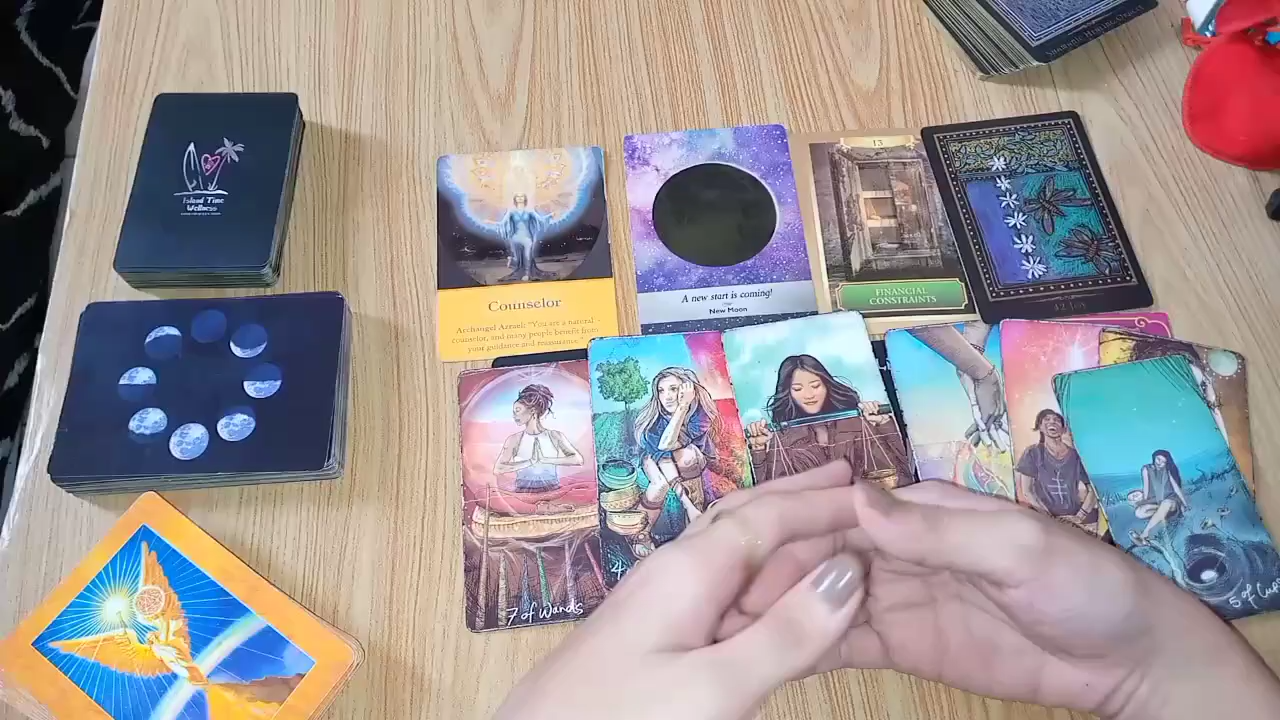 Island Time
Wellness
Counselor
Archangel Azrael: "You are a natural
counselor, and many people benefit from
your guidance and reassurance."
A new start is coming!
New Moon
13
FINANCIAL
CONSTRAINTS
7 of Wands
4
5 of Cups